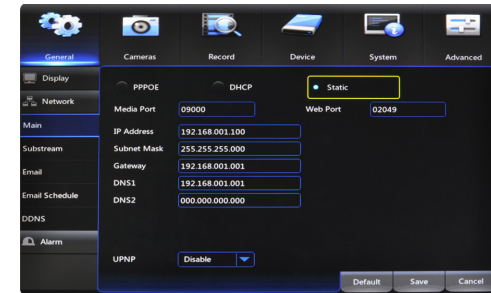 General Cameras Record Device System Advanced
Display
Network
Main
Substream
Email
Email Schedule
DDNS
Alarm
PPPOE DHCP Static
Media Port 09000 Web Port 02049
IP Address 192.168.001.100
Subnet Mask 255.255.255.000
Gateway 192.168.001.001
DNS1 192.168.001.001
DNS2 000.000.000.000
UPNP Disable
Default Save Cancel